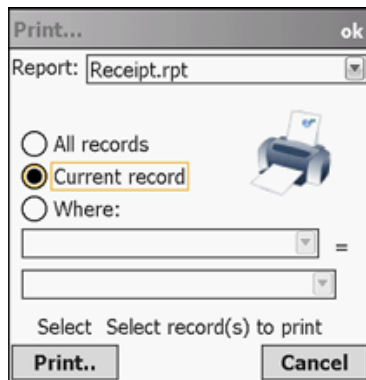 Print... ok
Report: Receipt.rpt
All records
Current record
Where:
=
Select Select record(s) to print
Print.. Cancel